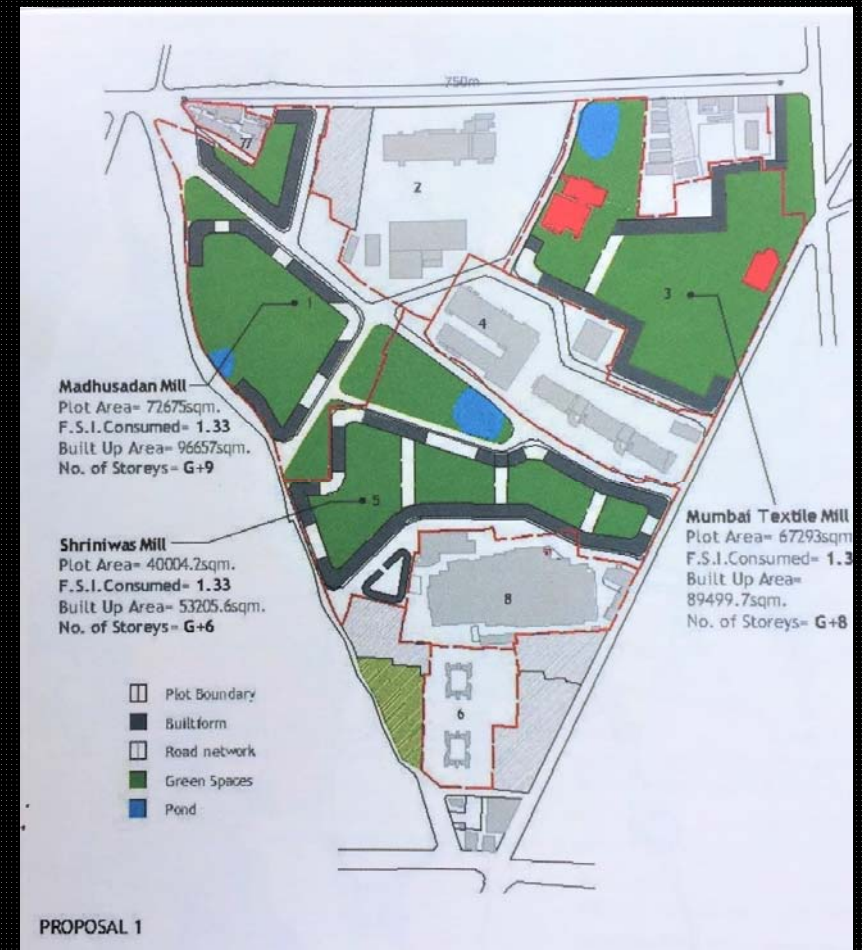 750m
77
2
3
4
1
Madhusadan Mill
Plot Area= 72675sqm.
F.S.I.Consumed= 1.33
Built Up Area= 96657sqm.
No. of Storeys= G+9
5
Shriniwas Mill
Plot Area= 40004.2sqm.
F.S.I.Consumed= 1.33
Built Up Area= 53205.6sqm.
No. of Storeys= G+6
Mumbai Textile Mill
Plot Area= 67293sqm
F.S.I.Consumed= 1.3
Built Up Area=
89499.7sqm.
No. of Storeys= G+8
8
6
Plot Boundary
Builtform
Road network
Green Spaces
Pond
PROPOSAL 1